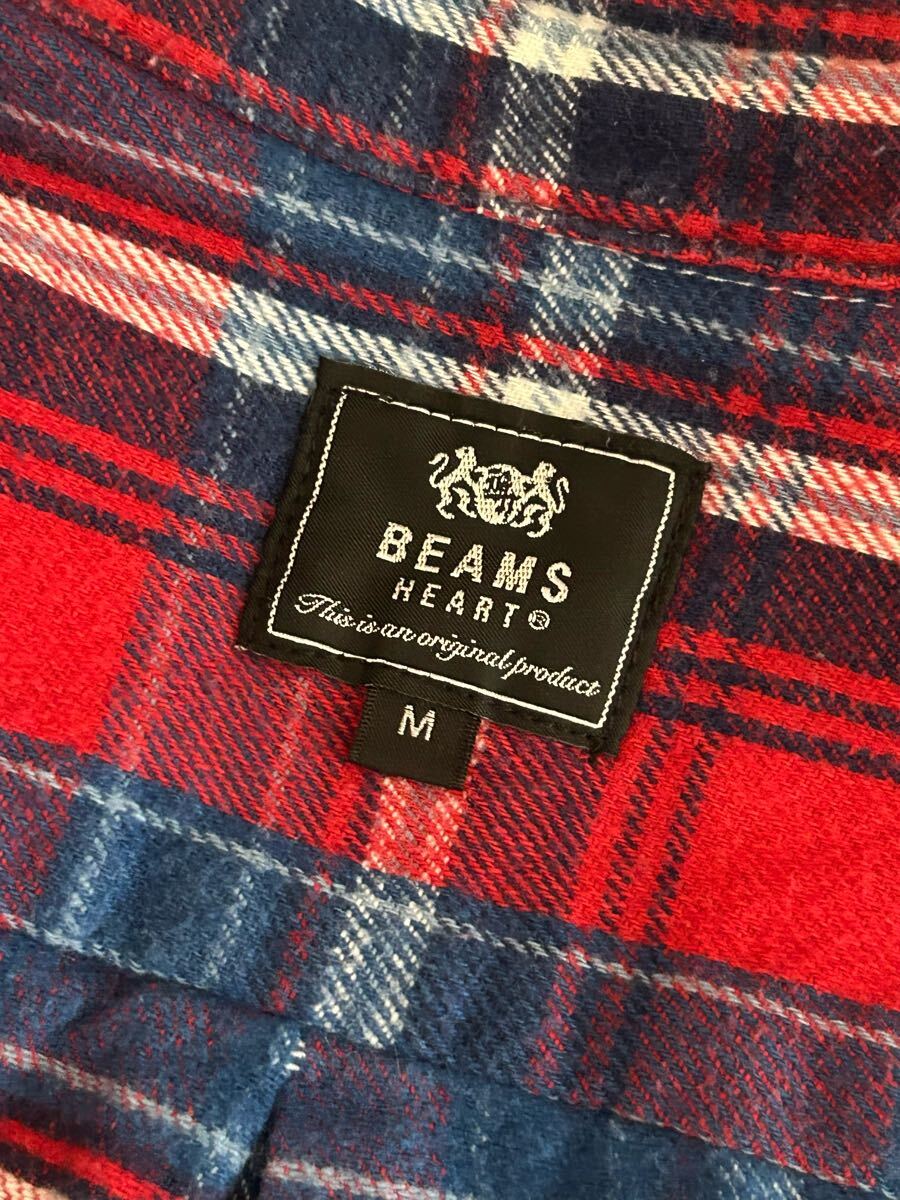 BEAMS
HEART®
This is an original product
M